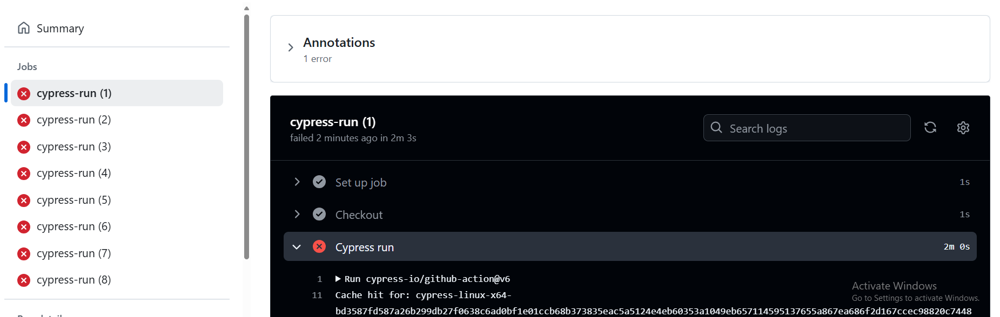 Summary
Jobs
cypress-run (1)
cypress-run (2)
cypress-run (3)
cypress-run (4)
cypress-run (5)
cypress-run (6)
cypress-run (7)
cypress-run (8)
Annotations
1 error
cypress-run (1)
failed 2 minutes ago in 2m 3s
Search logs
Set up job 1s
Checkout 1s
Cypress run 2m 0s
1 Run cypress-io/github-action@v6
11 Cache hit for: cypress-linux-x64-
bd3587fd587a26b299db27f0638c6ad0bf1e01ccb68b373835eac5a5124e4eb60353a1049eb657114595137655a867ea686f2d167ccec98820c7448
Activate Windows
Go to Settings to activate Windows.